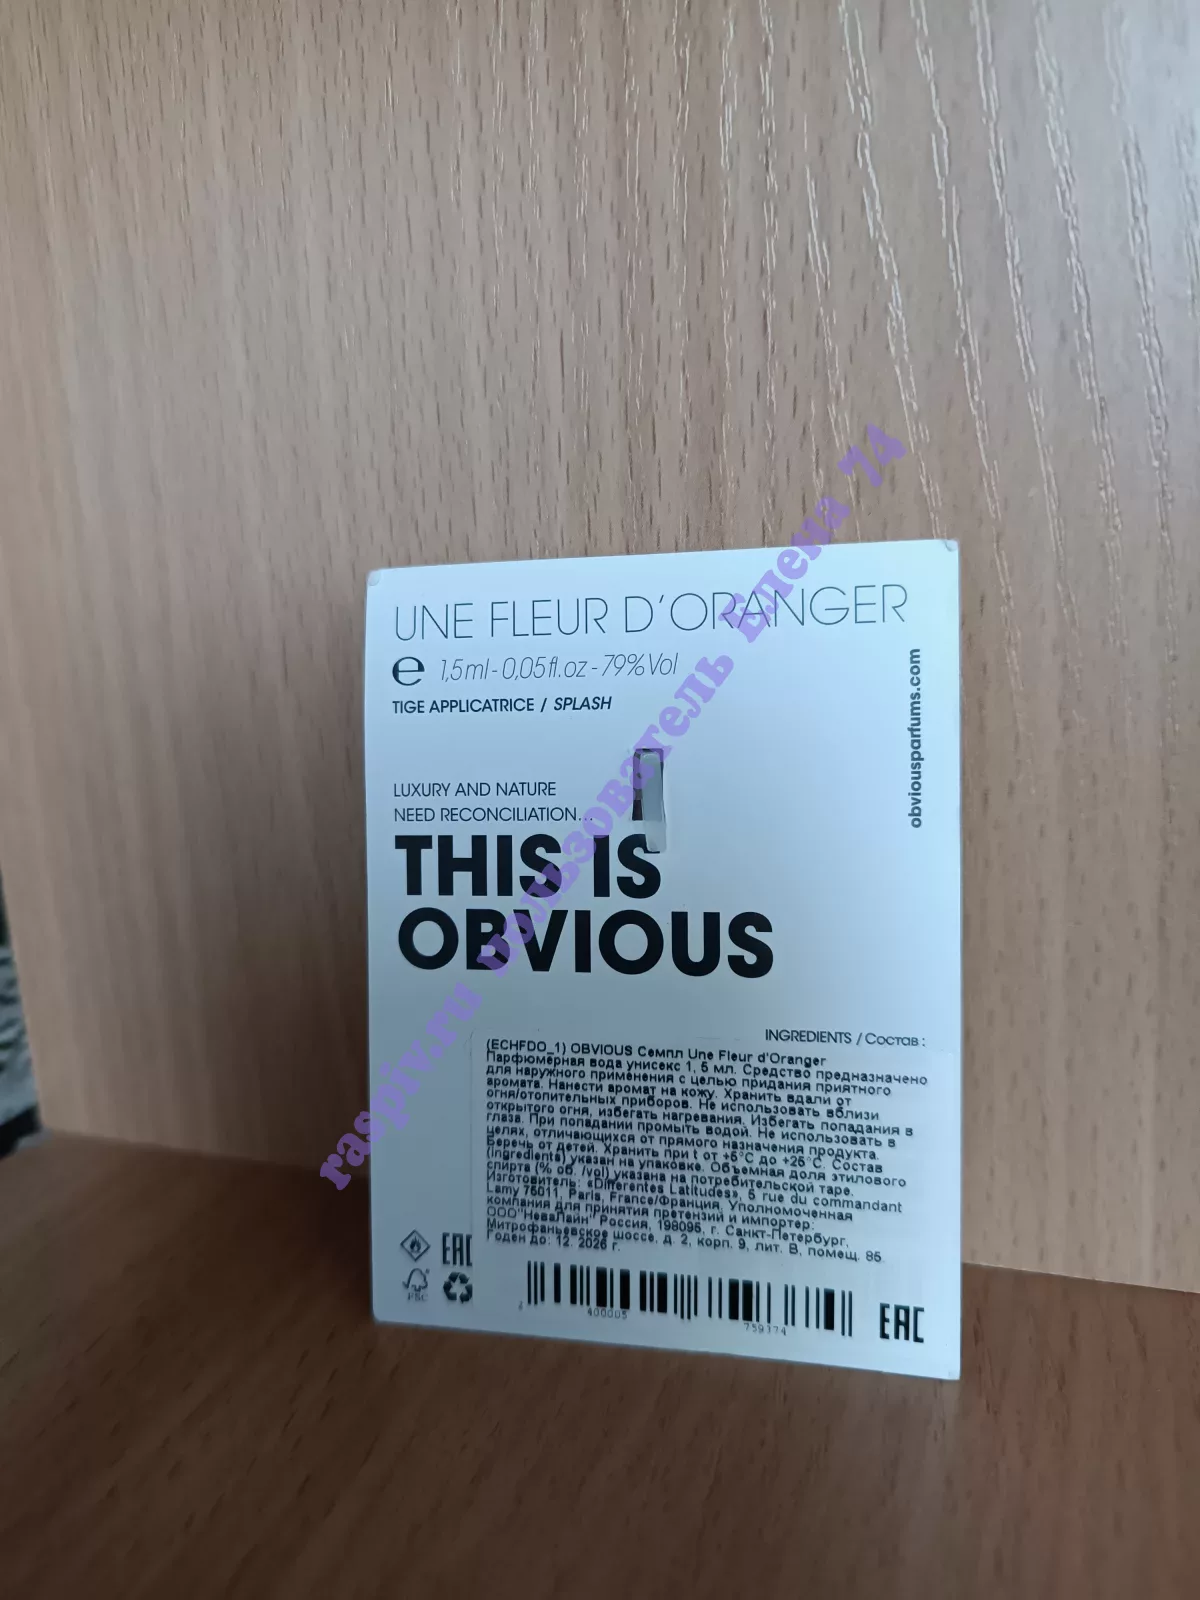 UNE FLEUR D'ORANGER
e 1,5ml-0,05fl.oz-79%Vol
TIGE APPLICATRICE / SPLASH
obviousparfums.com
LUXURY AND NATURE
NEED RECONCILIATION...
THIS IS
OBVIOUS
INGREDIENTS / Состав :
(ECHFDO_1) OBVIOUS Семпл Une Fleur d'Oranger
Парфюмерная вода унисекс 1, 5 мл. Средство предназначено
для наружного применения с целью придания приятного
аромата. Нанести аромат на кожу. Хранить вдали от
огня/отопительных приборов. Не использовать вблизи
открытого огня, избегать нагревания. Избегать попадания в
глаза. При попадании промыть водой. Не использовать в
целях, отличающихся от прямого назначения продукта.
Беречь от детей. Хранить при t от +5°C до +25°C. Состав
(ingredients) указан на упаковке. Объемная доля этилового
спирта (% об. /vol) указана на потребительской таре.
Изготовитель: «Differentes Latitudes», 5 rue du commandant
Lamy 75011, Paris, France/Франция. Уполномоченная
компания для принятия претензий и импортер:
ООО"НеваЛайн" Россия, 198095, г. Санкт-Петербург,
Митрофаньевское шоссе, д. 2, корп. 9, лит. В, помещ. 85.
Годен до: 12. 2026 г.
EAC
FSC
4 400005 759374
EAC
raspiv.ru пользователь Елена 74